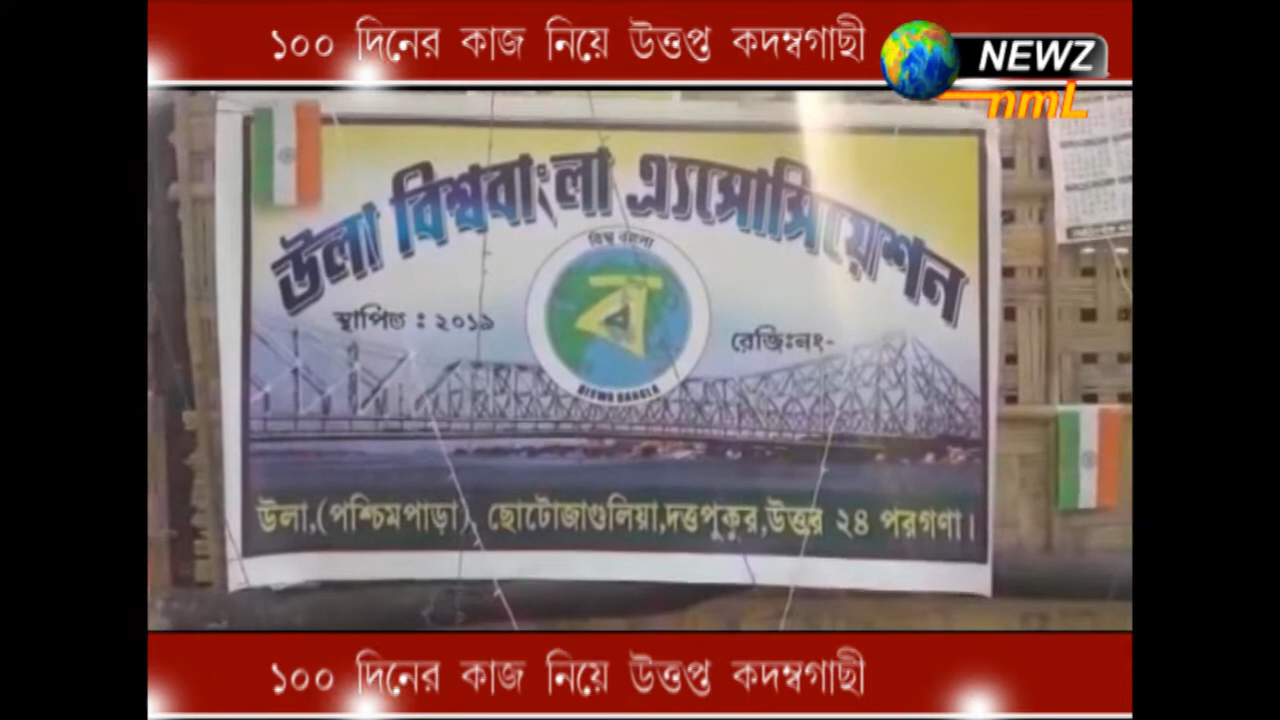 ১০০ দিনের কাজ নিয়ে উত্তপ্ত কদম্বগাছী
NEWZ
nmL
উলা বিশ্ববাংলা এ্যসোসিয়েশন
বিশ্ব বাংলা
ব
BISWA BANGLA
স্থাপিত : ২০১৯
রেজিঃনং-
উলা,(পশ্চিমপাড়া), ছোটোজাগুলিয়া,দত্তপুকুর,উত্তর ২৪ পরগণা।
১০০ দিনের কাজ নিয়ে উত্তপ্ত কদম্বগাছী